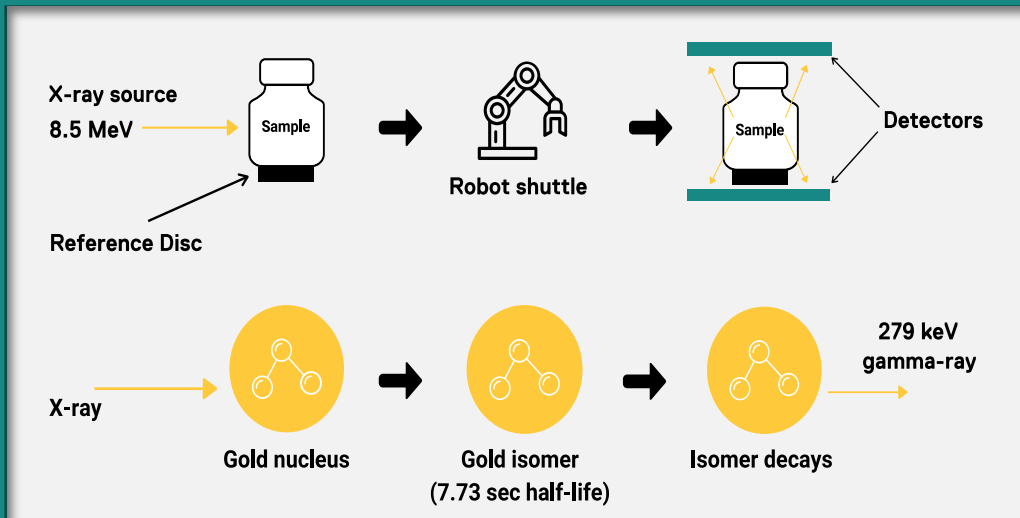 X-ray source
8.5 MeV
Sample
Reference Disc
Robot shuttle
Sample
Detectors
X-ray
Gold nucleus
Gold isomer
(7.73 sec half-life)
Isomer decays
279 keV
gamma-ray